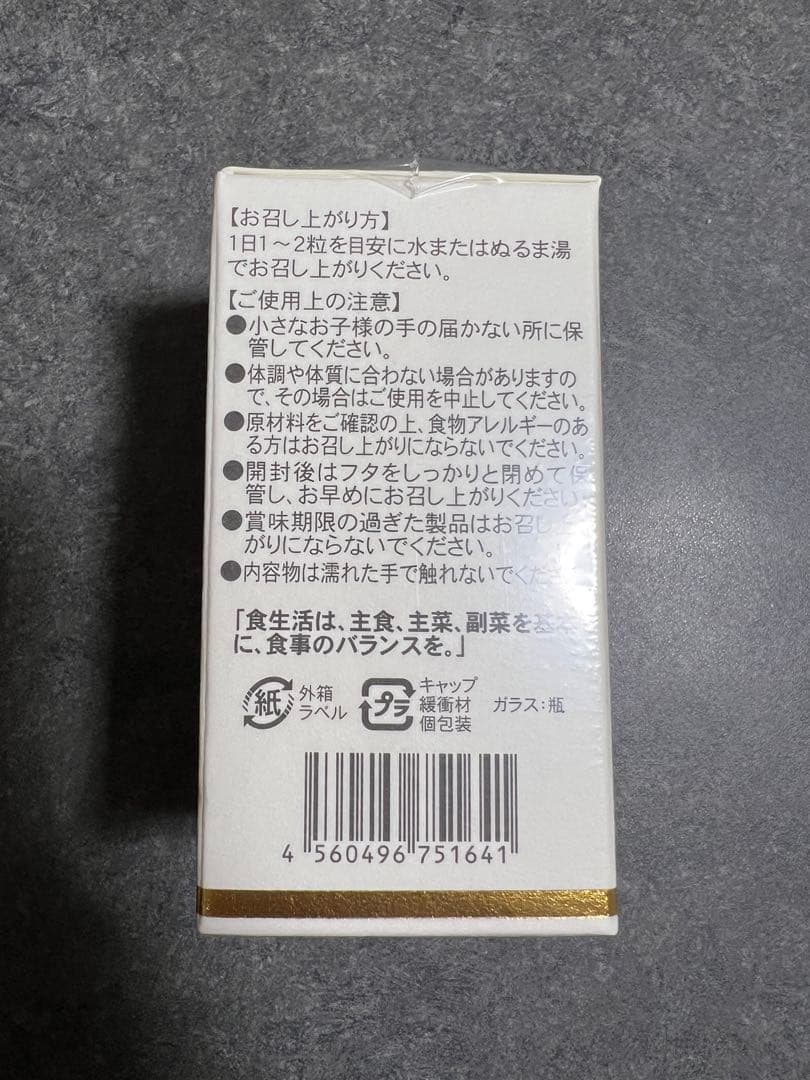 【お召し上がり方】
1日1～2粒を目安に水またはぬるま湯
でお召し上がりください。
【ご使用上の注意】
●小さなお子様の手の届かない所に保
管してください。
●体調や体質に合わない場合がありますの
で、その場合はご使用を中止してください。
●原材料をご確認の上、食物アレルギーのあ
る方はお召し上がりにならないでください。
●開封後はフタをしっかりと閉めて保
管し、お早めにお召し上がりください
●賞味期限の過ぎた製品はお召し
がりにならないでください。
●内容物は濡れた手で触れないでくださ
「食生活は、主食、主菜、副菜を基本
に、食事のバランスを。」
紙 外箱
ラベル
プラ キャップ
緩衝材
個包装
ガラス：瓶
4 560496 751641